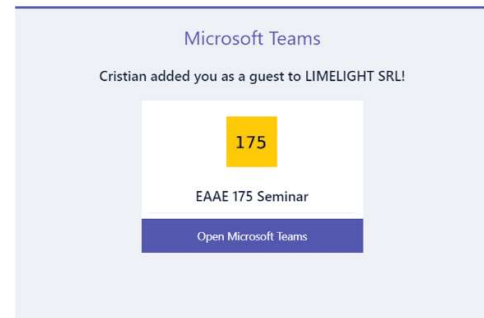 Microsoft Teams
Cristian added you as a guest to LIMELIGHT SRL!
175
EAAE 175 Seminar
Open Microsoft Teams